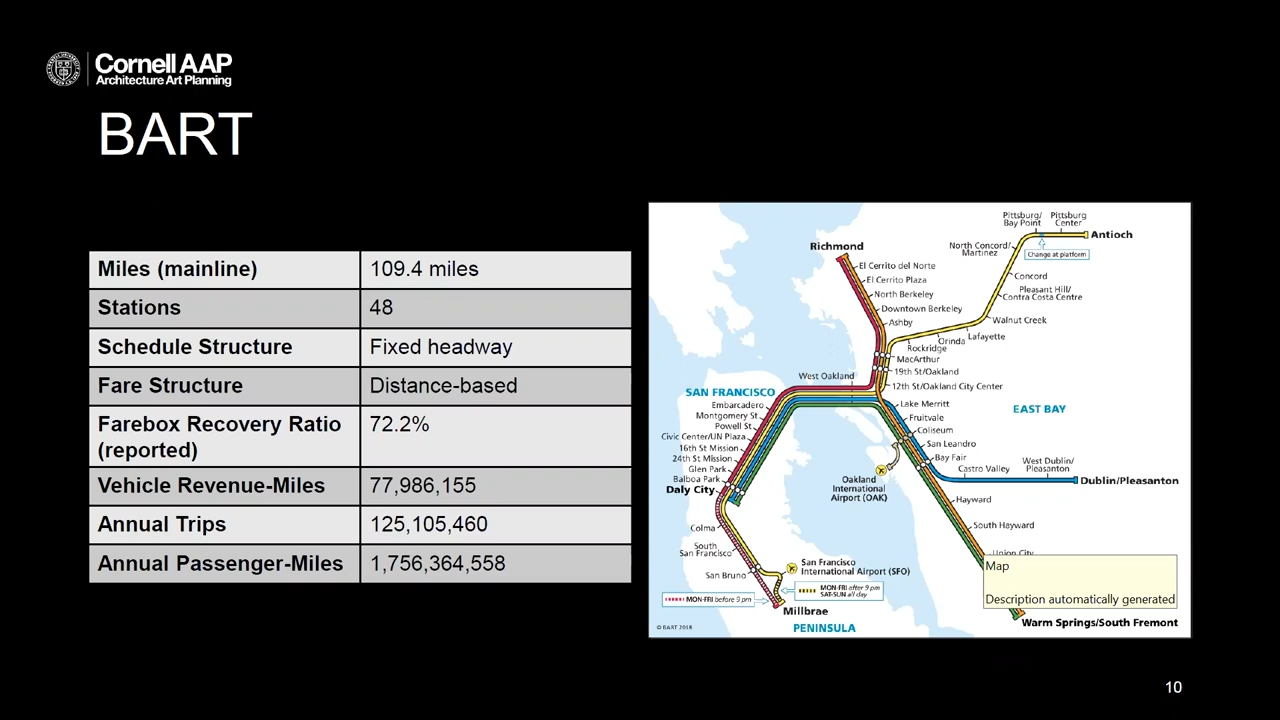 Cornell AAP
Architecture Art Planning
BART
Miles (mainline) 109.4 miles
Stations 48
Schedule Structure Fixed headway
Fare Structure Distance-based
Farebox Recovery Ratio
(reported) 72.2%
Vehicle Revenue-Miles 77,986,155
Annual Trips 125,105,460
Annual Passenger-Miles 1,756,364,558
Pittsburg/
Bay Point
Pittsburg
Center
Antioch
Change at platform
North Concord/
Martinez
Concord
Pleasant Hill/
Contra Costa Centre
Walnut Creek
Lafayette
Orinda
Rockridge
Richmond
El Cerrito del Norte
El Cerrito Plaza
North Berkeley
Downtown Berkeley
Ashby
MacArthur
19th St/Oakland
12th St/Oakland City Center
West Oakland
SAN FRANCISCO
Embarcadero
Montgomery St
Powell St
Civic Center/UN Plaza
16th St Mission
24th St Mission
Glen Park
Balboa Park
Daly City
Colma
South
San Francisco
San Bruno
EAST BAY
Lake Merritt
Fruitvale
Coliseum
San Leandro
Bay Fair
Castro Valley
West Dublin/
Pleasanton
Dublin/Pleasanton
Oakland
International
Airport (OAK)
Hayward
South Hayward
Union City
San Francisco
International Airport (SFO)
MON-FRI after 9 pm
SAT-SUN all day
MON-FRI before 9 pm
Millbrae
PENINSULA
© BART 2018
Map
Description automatically generated
Warm Springs/South Fremont
10